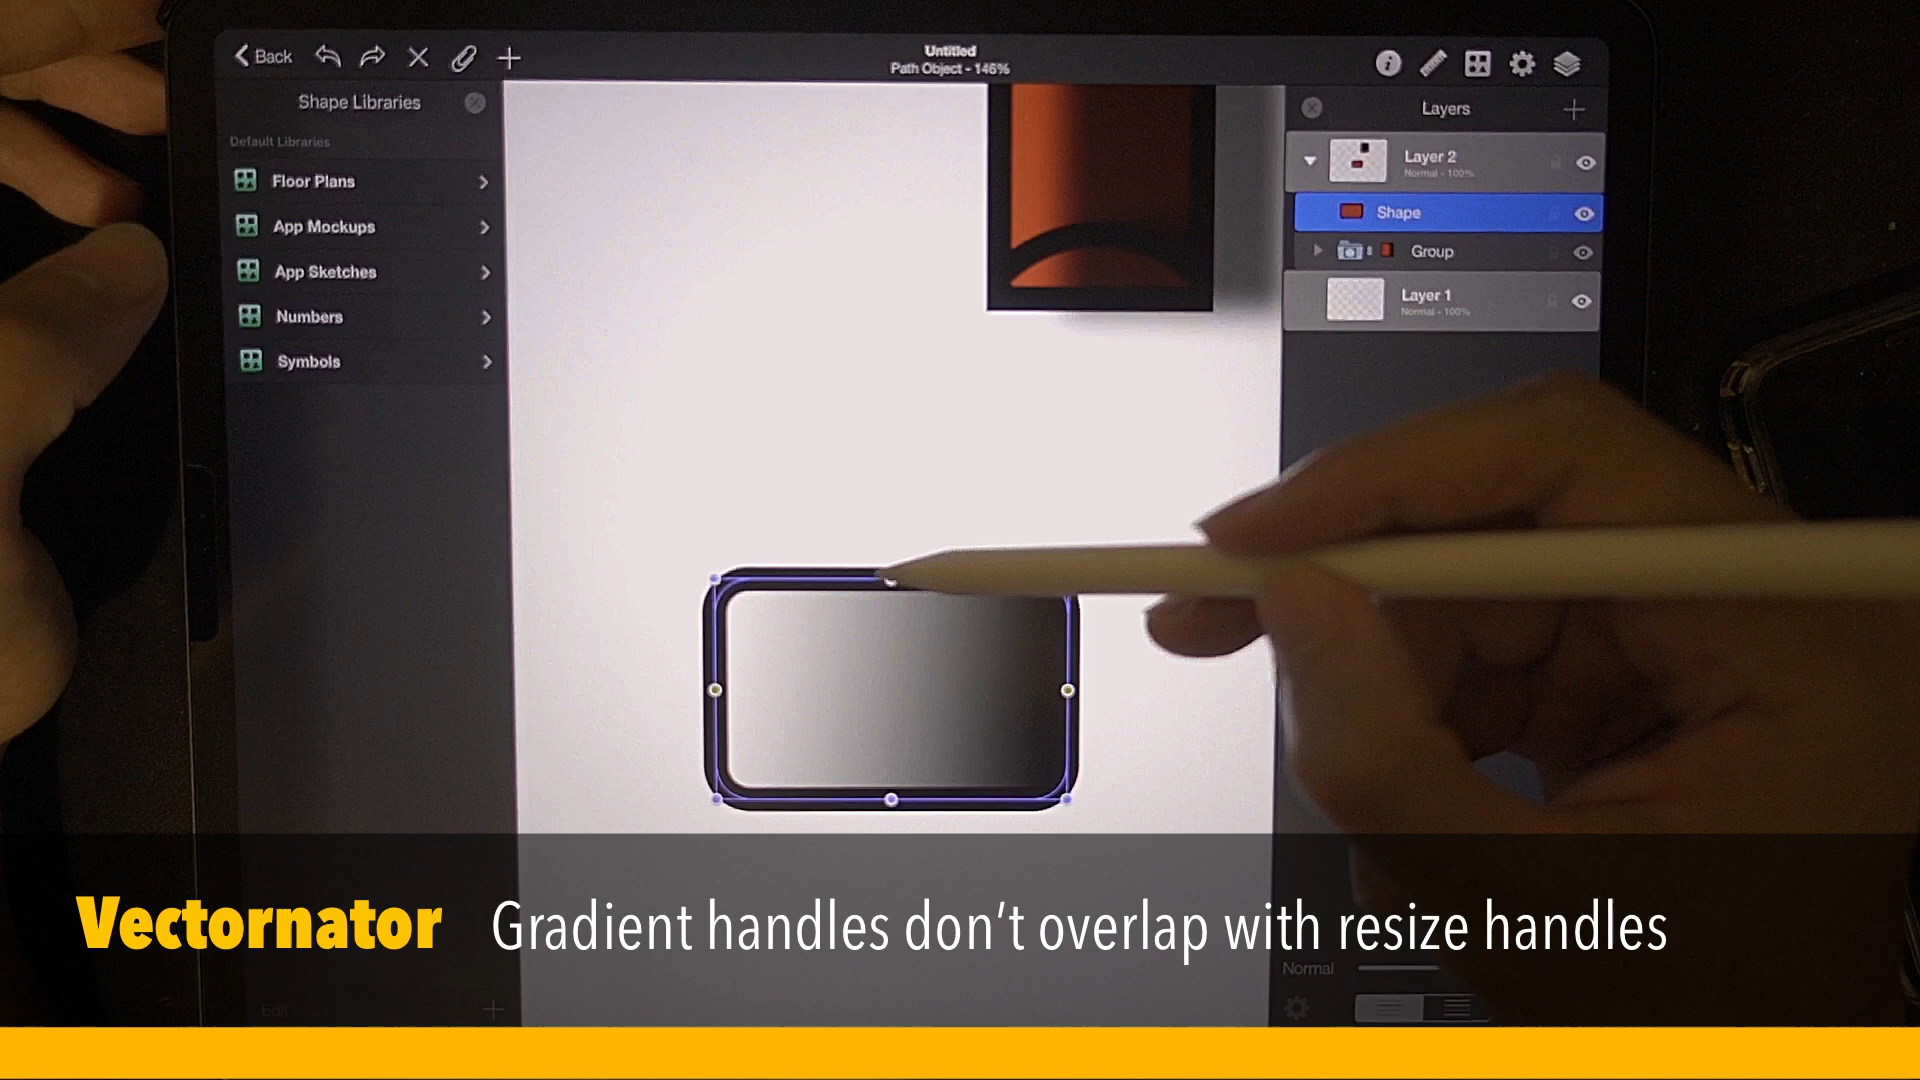 Back
Untitled
Path Object - 146%
Shape Libraries
Default Libraries
Floor Plans
App Mockups
App Sketches
Numbers
Symbols
Edit
Layers
Layer 2
Normal - 100%
Shape
Group
Layer 1
Normal - 100%
Normal
Vectornator Gradient handles don’t overlap with resize handles